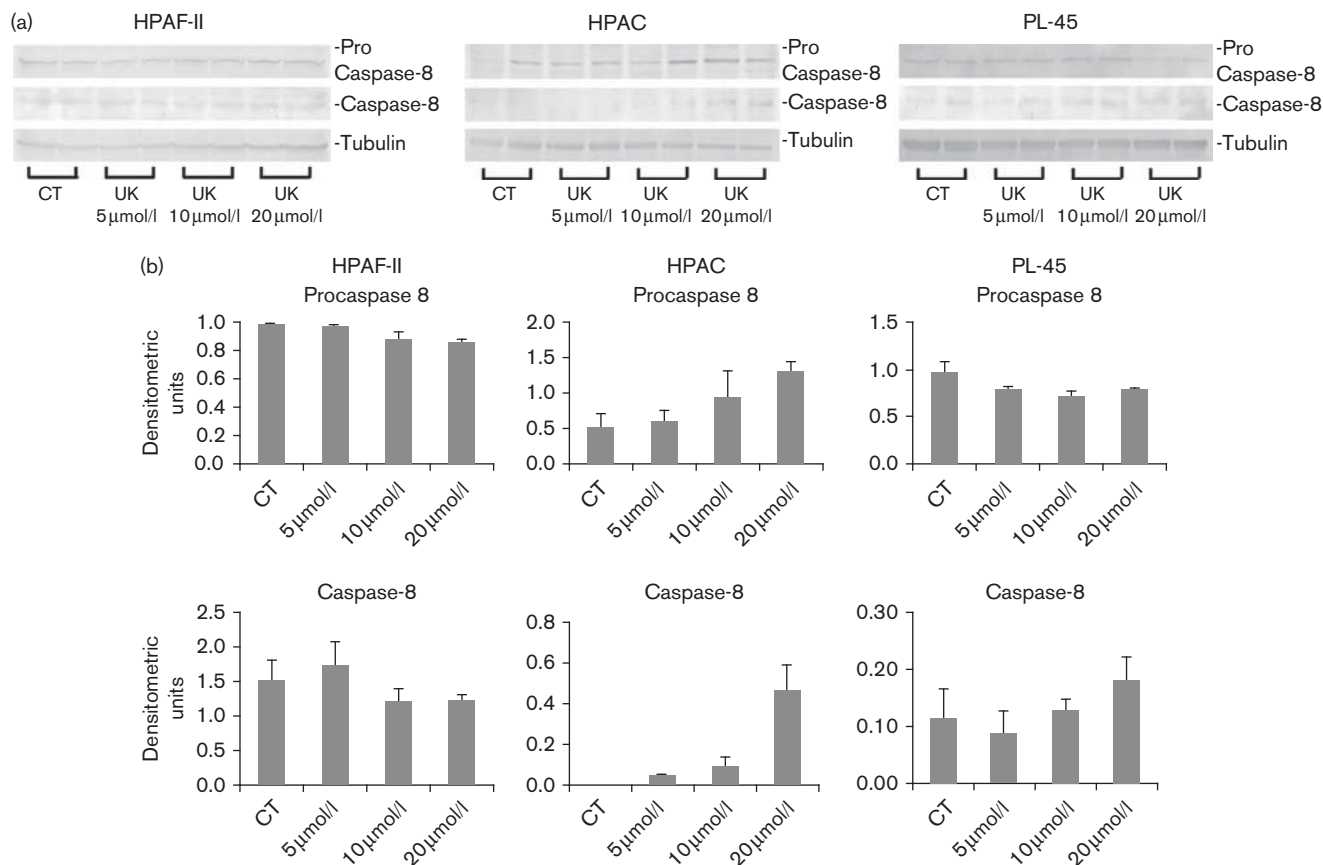 (a)
HPAF-II
-Pro
Caspase-8
-Caspase-8
-Tubulin
CT
UK
5 μmol/l
UK
10 μmol/l
UK
20 μmol/l
HPAC
-Pro
Caspase-8
-Caspase-8
-Tubulin
CT
UK
5 μmol/l
UK
10 μmol/l
UK
20 μmol/l
PL-45
-Pro
Caspase-8
-Caspase-8
-Tubulin
CT
UK
5 μmol/l
UK
10 μmol/l
UK
20 μmol/l
(b)
HPAF-II
Procaspase 8
Densitometric
units
1.0
0.8
0.6
0.4
0.2
0.0
CT
5 μmol/l
10 μmol/l
20 μmol/l
HPAC
Procaspase 8
2.0
1.5
1.0
0.5
0.0
CT
5 μmol/l
10 μmol/l
20 μmol/l
PL-45
Procaspase 8
1.5
1.0
0.5
0.0
CT
5 μmol/l
10 μmol/l
20 μmol/l
Caspase-8
Densitometric
units
2.5
2.0
1.5
1.0
0.5
0.0
CT
5 μmol/l
10 μmol/l
20 μmol/l
Caspase-8
0.8
0.6
0.4
0.2
0.0
CT
5 μmol/l
10 μmol/l
20 μmol/l
Caspase-8
0.30
0.20
0.10
0.00
CT
5 μmol/l
10 μmol/l
20 μmol/l